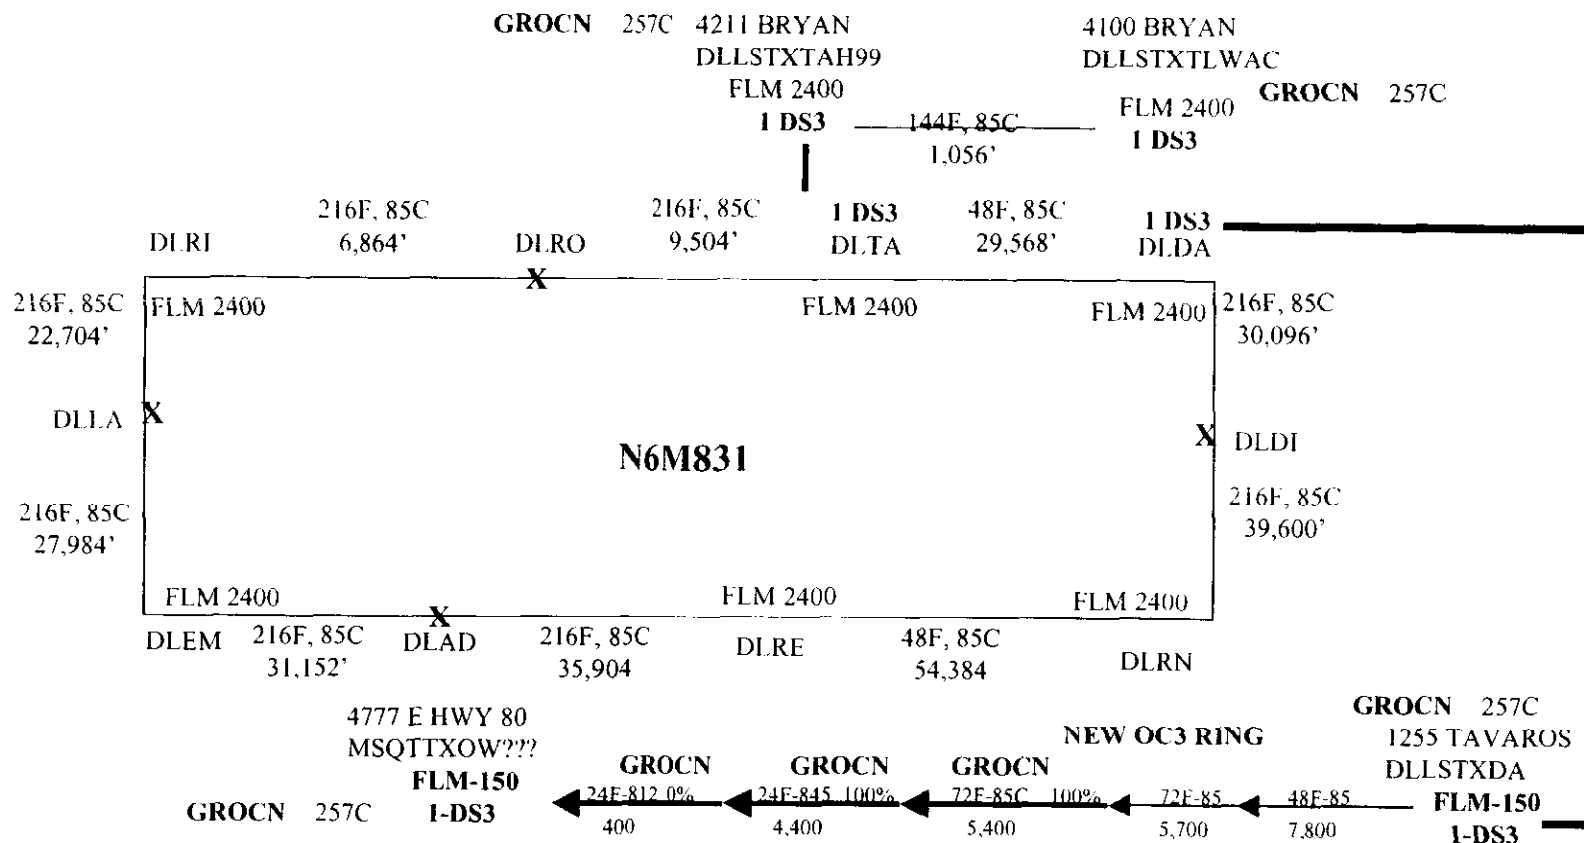 GROCN 257C 4211 BRYAN 4100 BRYAN
DLLSTXTAH99 DLLSTXTLWAC
FLM 2400 FLM 2400 GROCN 257C
1 DS3 144F, 85C 1 DS3
1,056’
216F, 85C 216F, 85C 1 DS3 48F, 85C 1 DS3
DLRI 6,864’ DLRO 9,504’ DLTA 29,568’ DLDA
X
216F, 85C FLM 2400 FLM 2400 FLM 2400 216F, 85C
22,704’ 30,096’
DLLA X X DLDI
N6M831
216F, 85C 216F, 85C
27,984’ 39,600’
FLM 2400 FLM 2400 FLM 2400
X
DLEM 216F, 85C DLAD 216F, 85C DLRE 48F, 85C DLRN
31,152’ 35,904 54,384
4777 E HWY 80 GROCN 257C
MSQTTXOW??? NEW OC3 RING 1255 TAVAROS
FLM-150 GROCN GROCN GROCN DLLSTXDA
GROCN 257C 1-DS3 24F-812 0% 24F-845 100% 72F-85C 100% 72F-85 48F-85 FLM-150
400 4,400 5,400 5,700 7,800 1-DS3